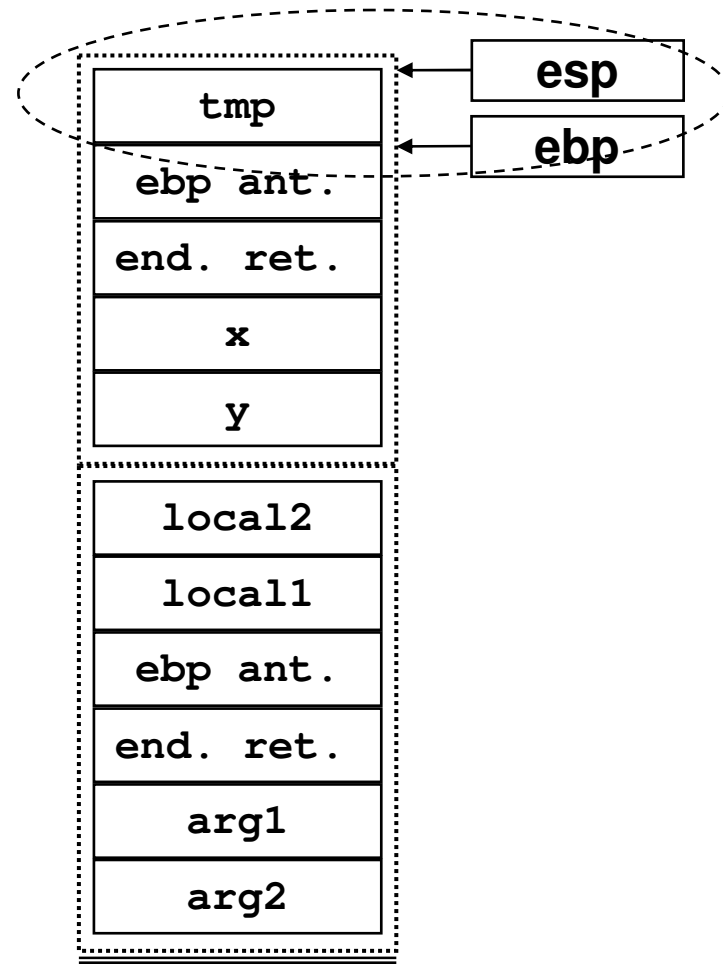 esp
tmp
ebp
ebp ant.
end. ret.
x
y
local2
local1
ebp ant.
end. ret.
arg1
arg2